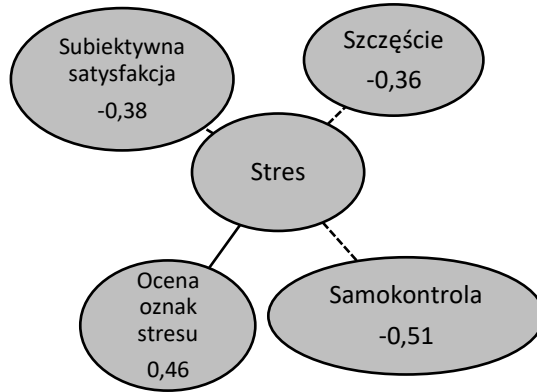 Subiektywna
satysfakcja
-0,38
Szczęście
-0,36
Stres
Ocena
oznak
stresu
0,46
Samokontrola
-0,51